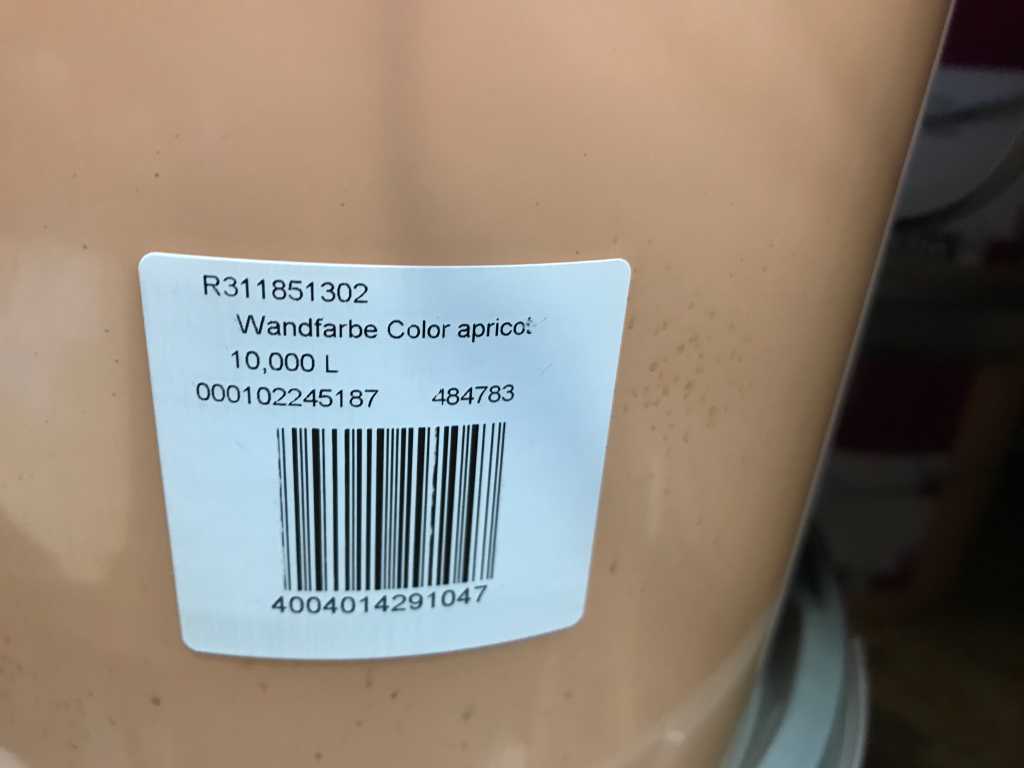 R311851302
Wandfarbe Color apricot
10,000 L
000102245187 484783
4004014291047